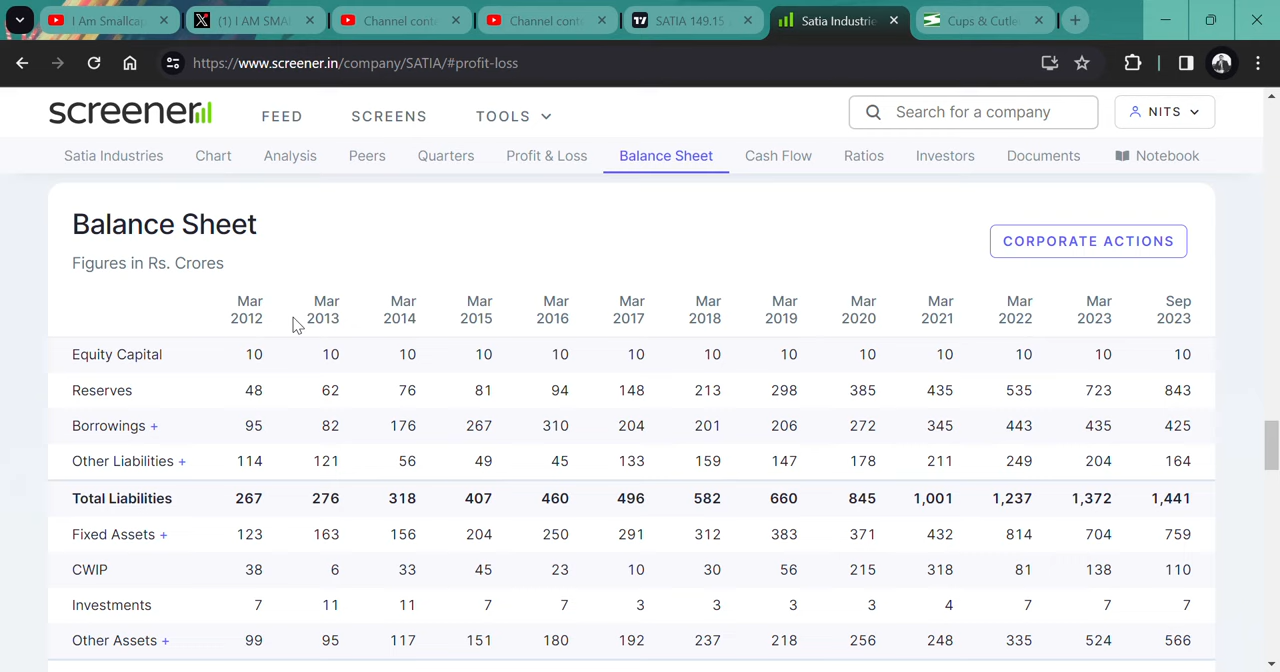 I Am Smallcap
(1) I AM SMA
Channel conte
Channel conte
SATIA 149.15
Satia Industrie
Cups & Cutle
https://www.screener.in/company/SATIA/#profit-loss
screener
FEED SCREENS TOOLS
Search for a company
NITS
Satia Industries Chart Analysis Peers Quarters Profit & Loss Balance Sheet Cash Flow Ratios Investors Documents Notebook
Balance Sheet
CORPORATE ACTIONS
Figures in Rs. Crores
Mar 2012 Mar 2013 Mar 2014 Mar 2015 Mar 2016 Mar 2017 Mar 2018 Mar 2019 Mar 2020 Mar 2021 Mar 2022 Mar 2023 Sep 2023
Equity Capital 10 10 10 10 10 10 10 10 10 10 10 10 10
Reserves 48 62 76 81 94 148 213 298 385 435 535 723 843
Borrowings + 95 82 176 267 310 204 201 206 272 345 443 435 425
Other Liabilities + 114 121 56 49 45 133 159 147 178 211 249 204 164
Total Liabilities 267 276 318 407 460 496 582 660 845 1,001 1,237 1,372 1,441
Fixed Assets + 123 163 156 204 250 291 312 383 371 432 814 704 759
CWIP 38 6 33 45 23 10 30 56 215 318 81 138 110
Investments 7 11 11 7 7 3 3 3 3 4 7 7 7
Other Assets + 99 95 117 151 180 192 237 218 256 248 335 524 566